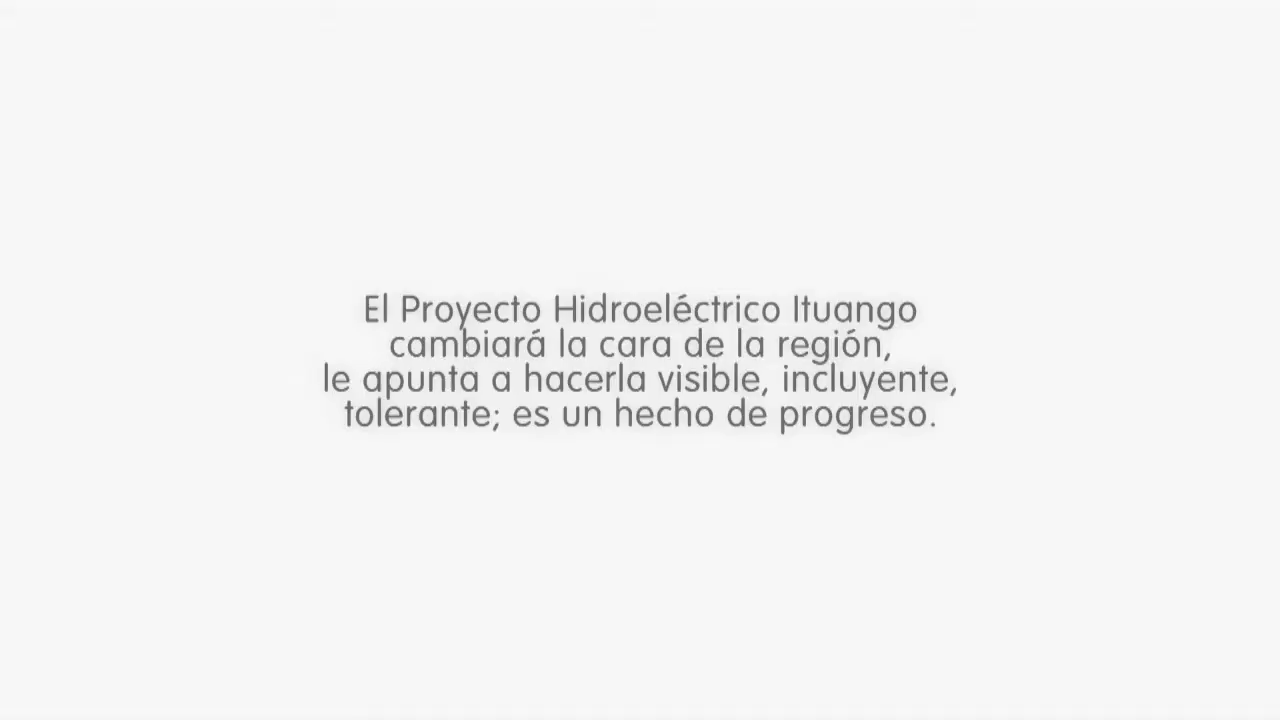 El Proyecto Hidroeléctrico Ituango
cambiará la cara de la región,
le apunta a hacerla visible, incluyente,
tolerante; es un hecho de progreso.